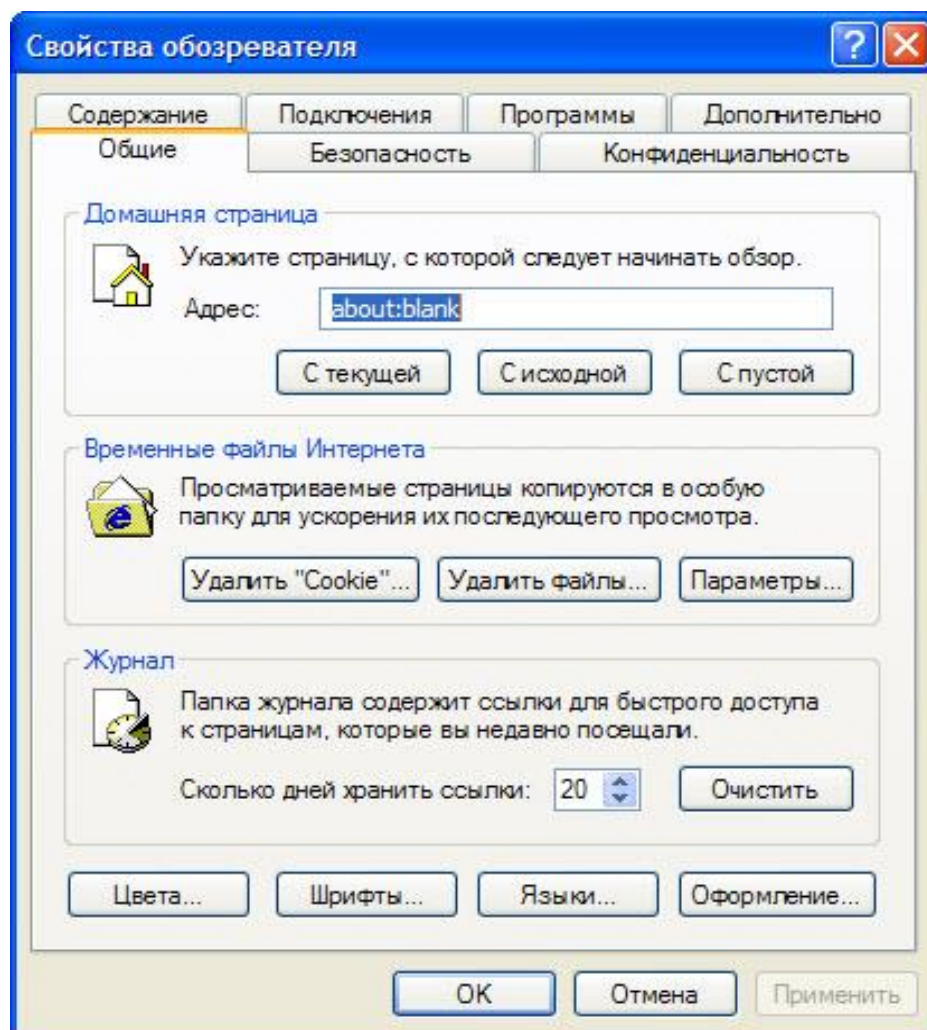 Свойства обозревателя
Содержание Подключения Программы Дополнительно
Общие Безопасность Конфиденциальность
Домашняя страница
Укажите страницу, с которой следует начинать обзор.
Адрес: about:blank
С текущей С исходной С пустой
Временные файлы Интернета
Просматриваемые страницы копируются в особую
папку для ускорения их последующего просмотра.
Удалить "Cookie"... Удалить файлы... Параметры...
Журнал
Папка журнала содержит ссылки для быстрого доступа
к страницам, которые вы недавно посещали.
Сколько дней хранить ссылки: 20 Очистить
Цвета... Шрифты... Языки... Оформление...
OK Отмена Применить